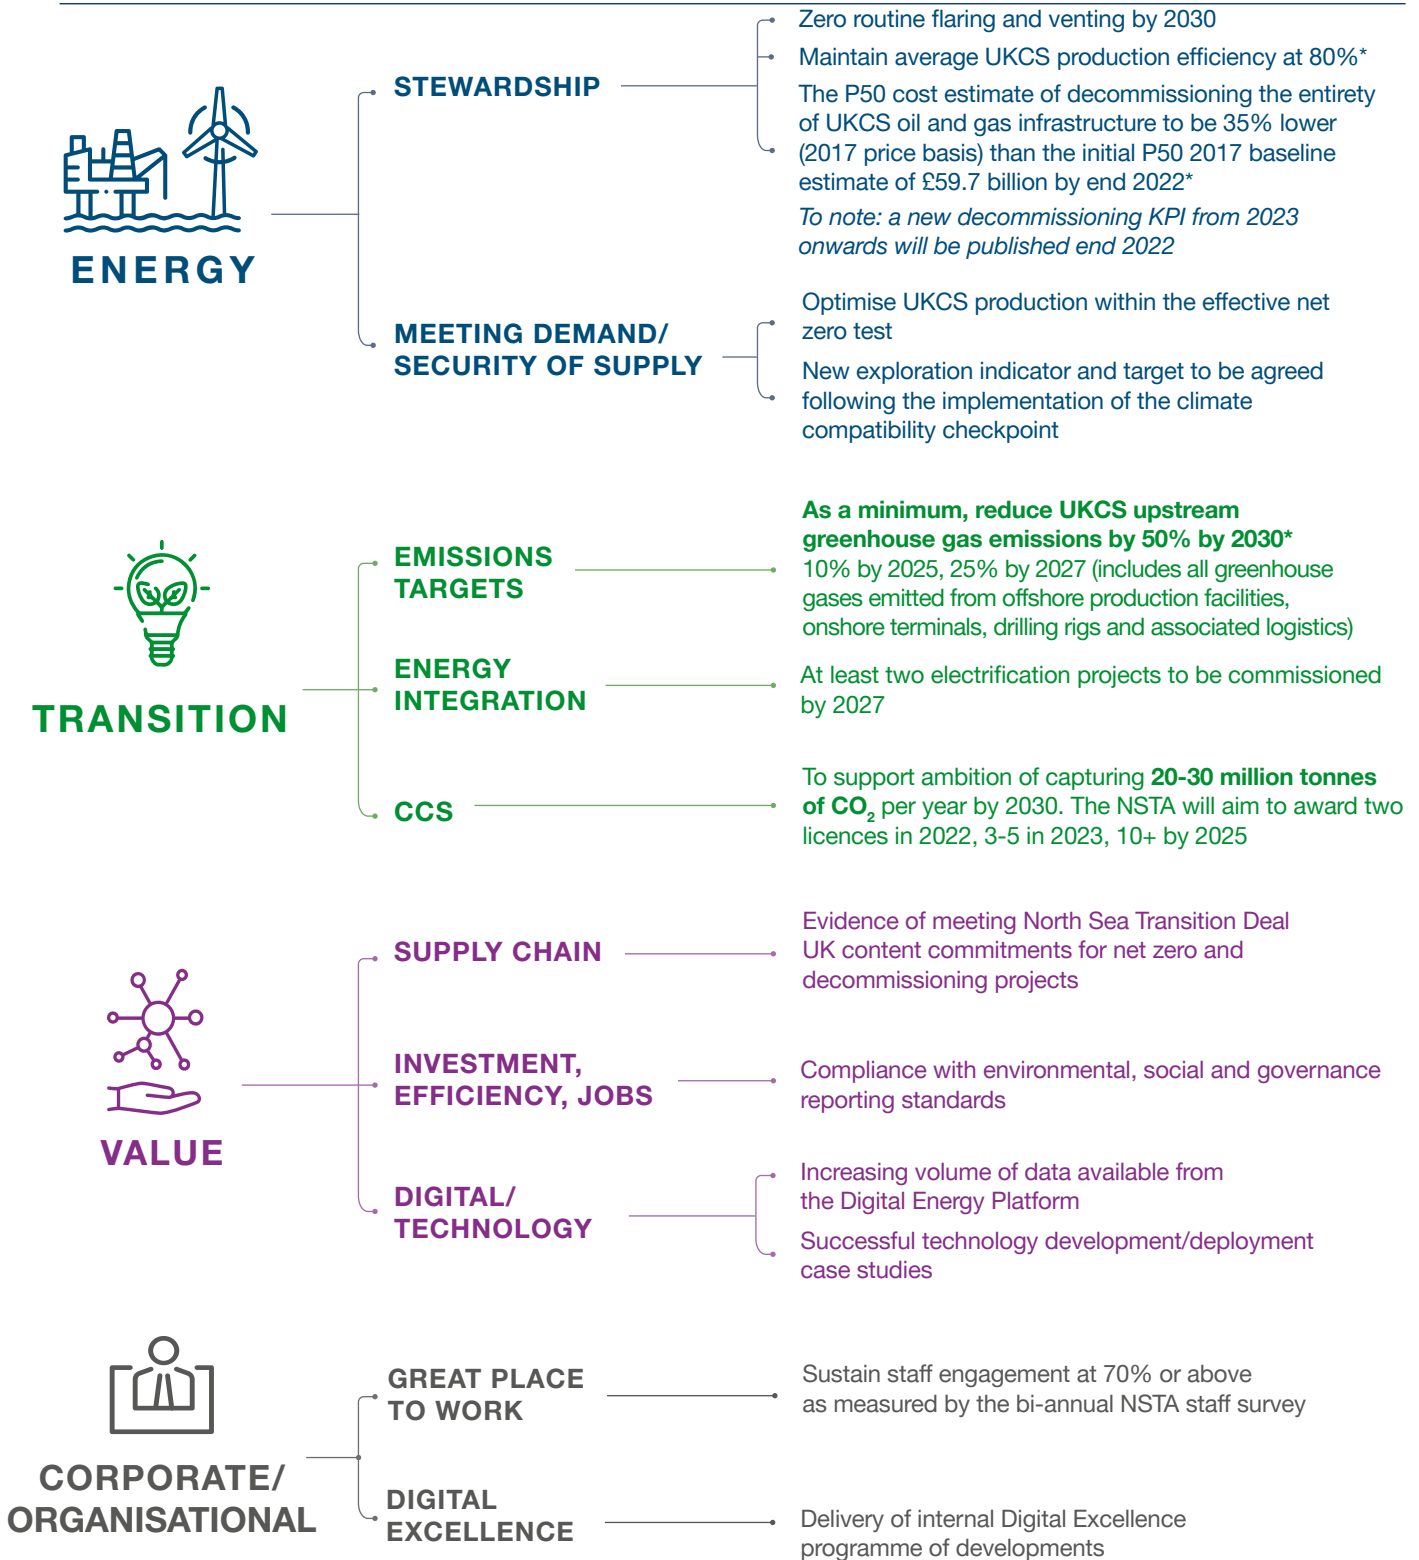 ENERGY
STEWARDSHIP
Zero routine flaring and venting by 2030
Maintain average UKCS production efficiency at 80%*
The P50 cost estimate of decommissioning the entirety
of UKCS oil and gas infrastructure to be 35% lower
(2017 price basis) than the initial P50 2017 baseline
estimate of £59.7 billion by end 2022*
To note: a new decommissioning KPI from 2023
onwards will be published end 2022
MEETING DEMAND/
SECURITY OF SUPPLY
Optimise UKCS production within the effective net
zero test
New exploration indicator and target to be agreed
following the implementation of the climate
compatibility checkpoint
TRANSITION
EMISSIONS
TARGETS
As a minimum, reduce UKCS upstream
greenhouse gas emissions by 50% by 2030*
10% by 2025, 25% by 2027 (includes all greenhouse
gases emitted from offshore production facilities,
onshore terminals, drilling rigs and associated logistics)
ENERGY
INTEGRATION
At least two electrification projects to be commissioned
by 2027
CCS
To support ambition of capturing 20-30 million tonnes
of CO₂ per year by 2030. The NSTA will aim to award two
licences in 2022, 3-5 in 2023, 10+ by 2025
VALUE
SUPPLY CHAIN
Evidence of meeting North Sea Transition Deal
UK content commitments for net zero and
decommissioning projects
INVESTMENT,
EFFICIENCY, JOBS
Compliance with environmental, social and governance
reporting standards
DIGITAL/
TECHNOLOGY
Increasing volume of data available from
the Digital Energy Platform
Successful technology development/deployment
case studies
CORPORATE/
ORGANISATIONAL
GREAT PLACE
TO WORK
Sustain staff engagement at 70% or above
as measured by the bi-annual NSTA staff survey
DIGITAL
EXCELLENCE
Delivery of internal Digital Excellence
programme of developments